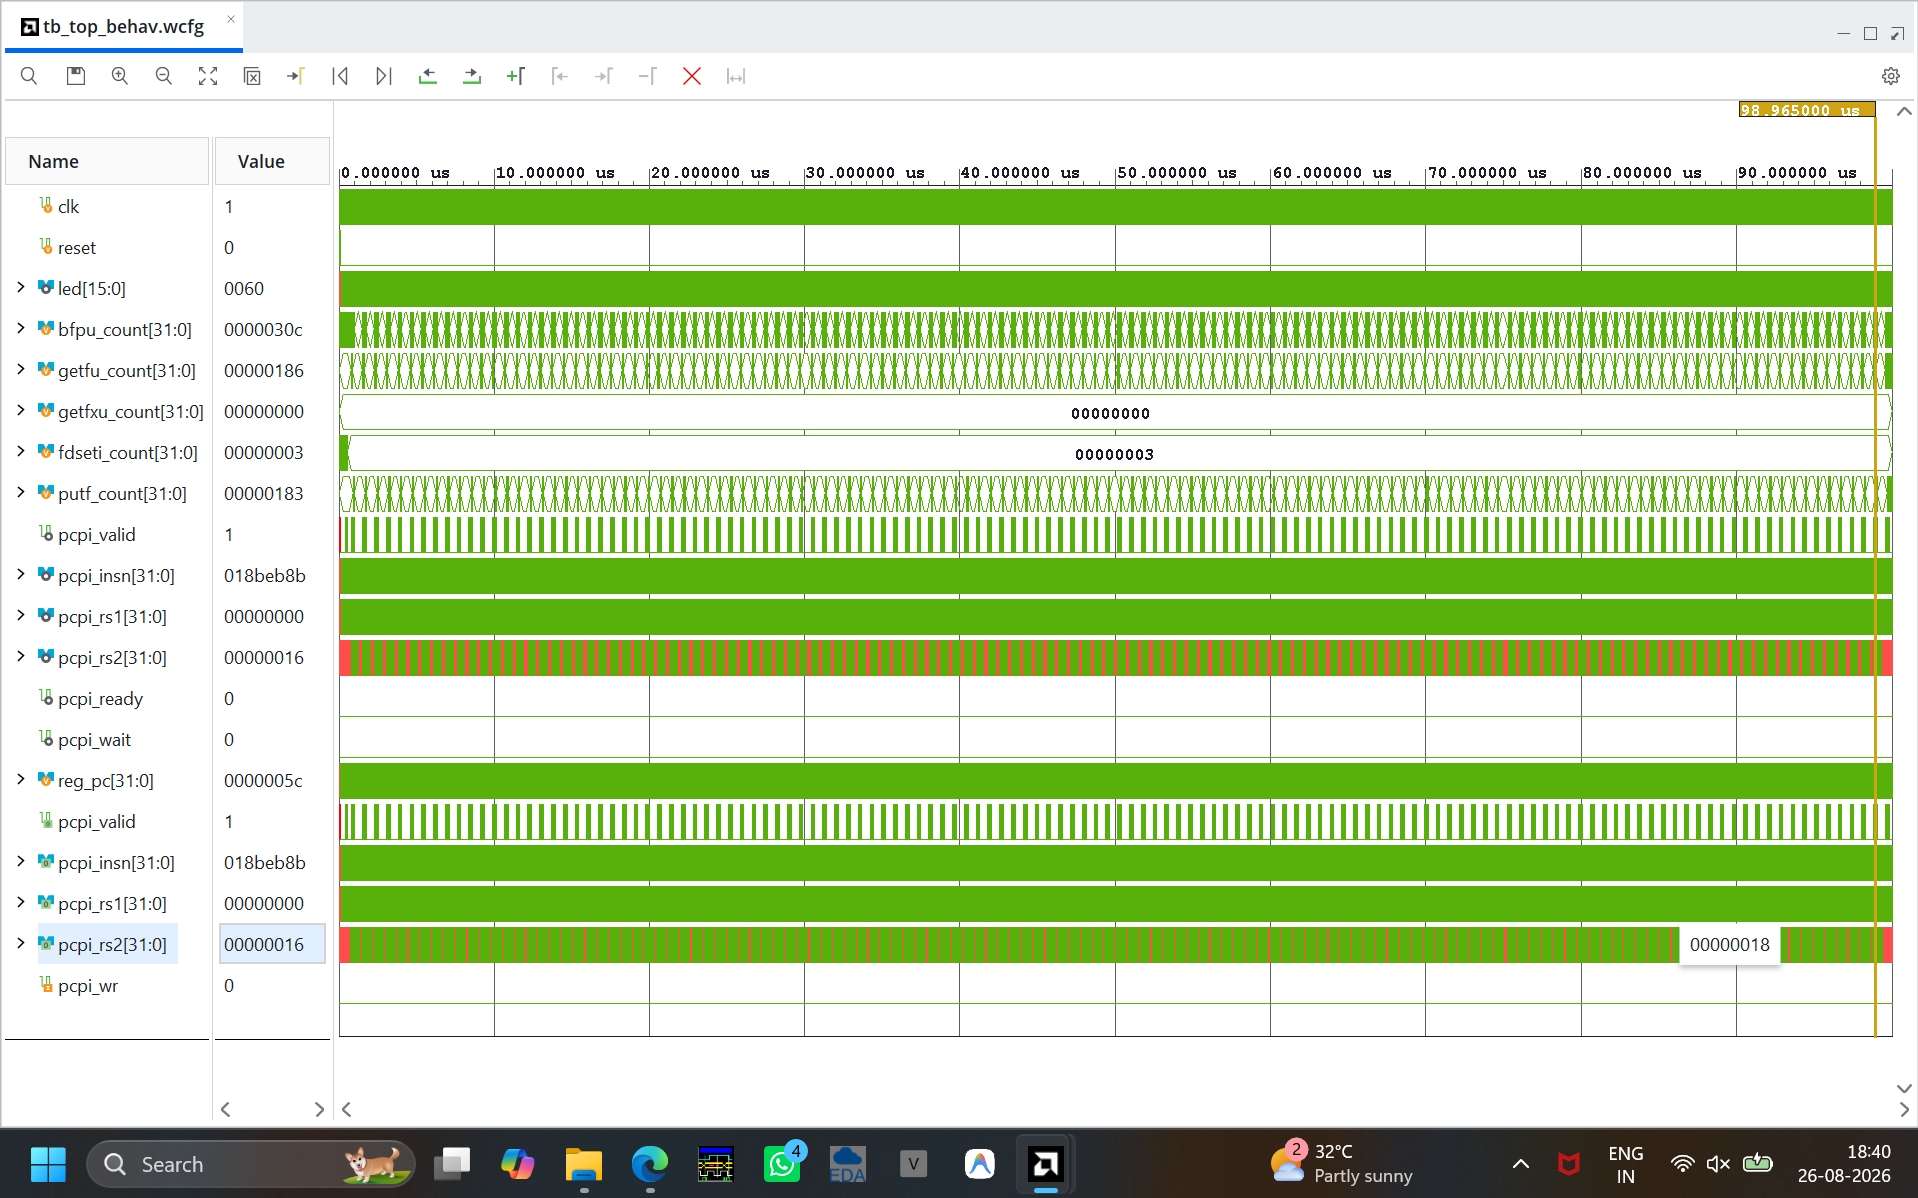 tb_top_behav.wcfg
98.965000 us
Name Value
0.000000 us 10.000000 us 20.000000 us 30.000000 us 40.000000 us 50.000000 us 60.000000 us 70.000000 us 80.000000 us 90.000000 us
clk 1
reset 0
led[15:0] 0060
bfpu_count[31:0] 0000030c
getfu_count[31:0] 00000186
getfxu_count[31:0] 00000000 00000000
fdseti_count[31:0] 00000003 00000003
putf_count[31:0] 00000183
pcpi_valid 1
pcpi_insn[31:0] 018beb8b
pcpi_rs1[31:0] 00000000
pcpi_rs2[31:0] 00000016
pcpi_ready 0
pcpi_wait 0
reg_pc[31:0] 0000005c
pcpi_valid 1
pcpi_insn[31:0] 018beb8b
pcpi_rs1[31:0] 00000000
pcpi_rs2[31:0] 00000016 00000018
pcpi_wr 0
Search
4
EDA
V
2
32°C
Partly sunny
ENG
IN
18:40
26-08-2026